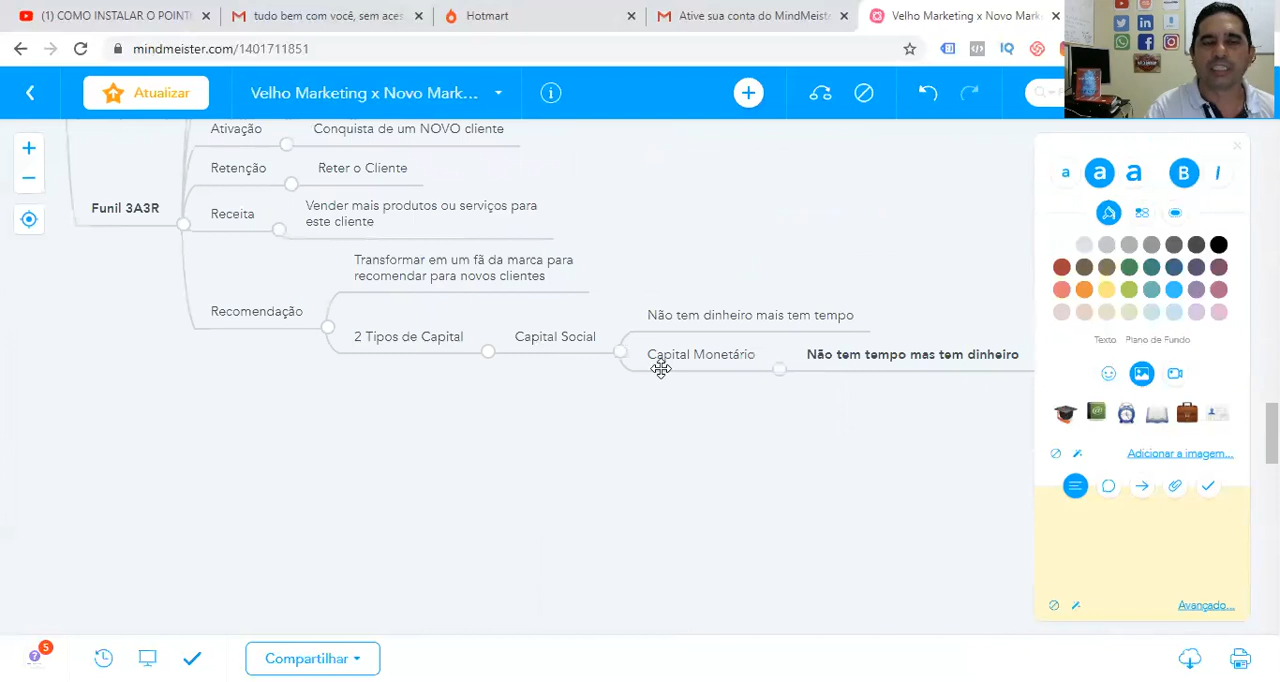 (1) COMO INSTALAR O POINT
tudo bem com você, sem aces
Hotmart
Ative sua conta do MindMeist
Velho Marketing x Novo Mark
mindmeister.com/1401711851
Atualizar
Velho Marketing x Novo Mark...
Ativação
Conquista de um NOVO cliente
Retenção
Reter o Cliente
Funil 3A3R
Receita
Vender mais produtos ou serviços para
este cliente
Transformar em um fã da marca para
recomendar para novos clientes
Recomendação
2 Tipos de Capital
Capital Social
Não tem dinheiro mais tem tempo
Capital Monetário
Não tem tempo mas tem dinheiro
a a a B I
Texto Plano de Fundo
Adicionar a imagem...
Avançado...
5
Compartilhar